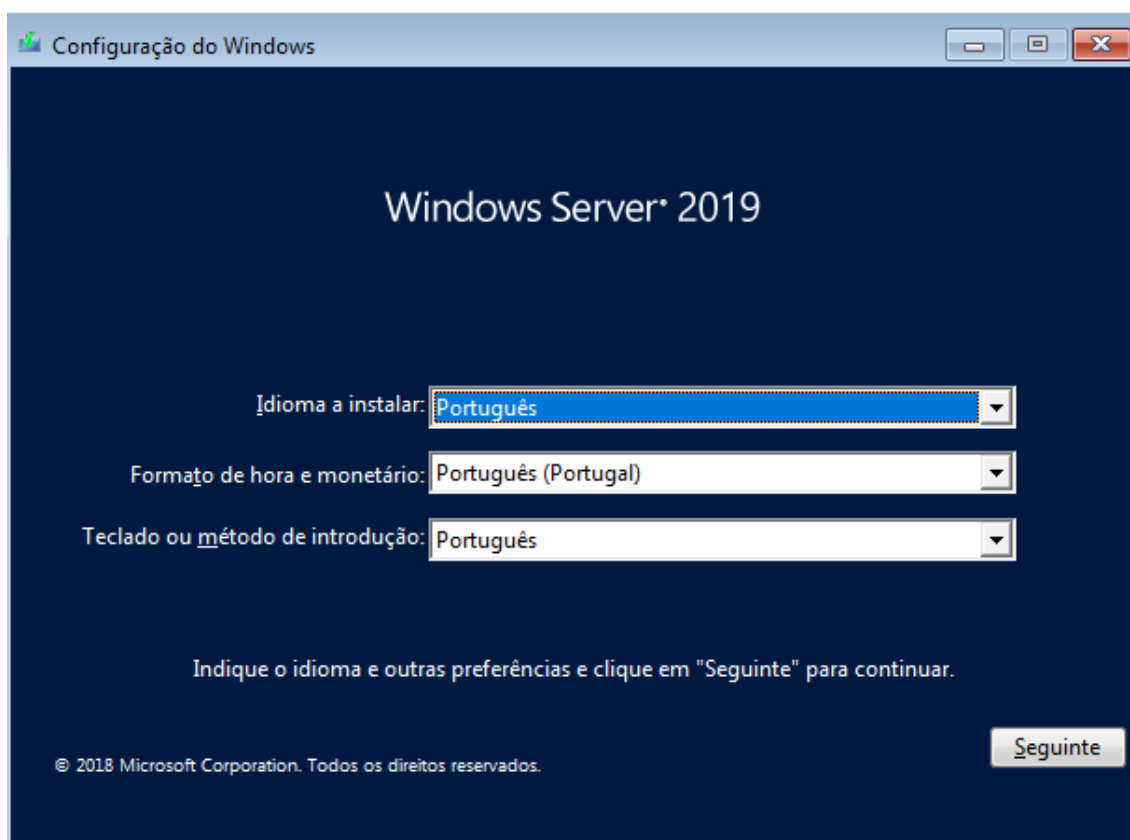 Configuração do Windows
Windows Server® 2019
Idioma a instalar: Português
Formato de hora e monetário: Português (Portugal)
Teclado ou método de introdução: Português
Indique o idioma e outras preferências e clique em "Seguinte" para continuar.
Seguinte
© 2018 Microsoft Corporation. Todos os direitos reservados.